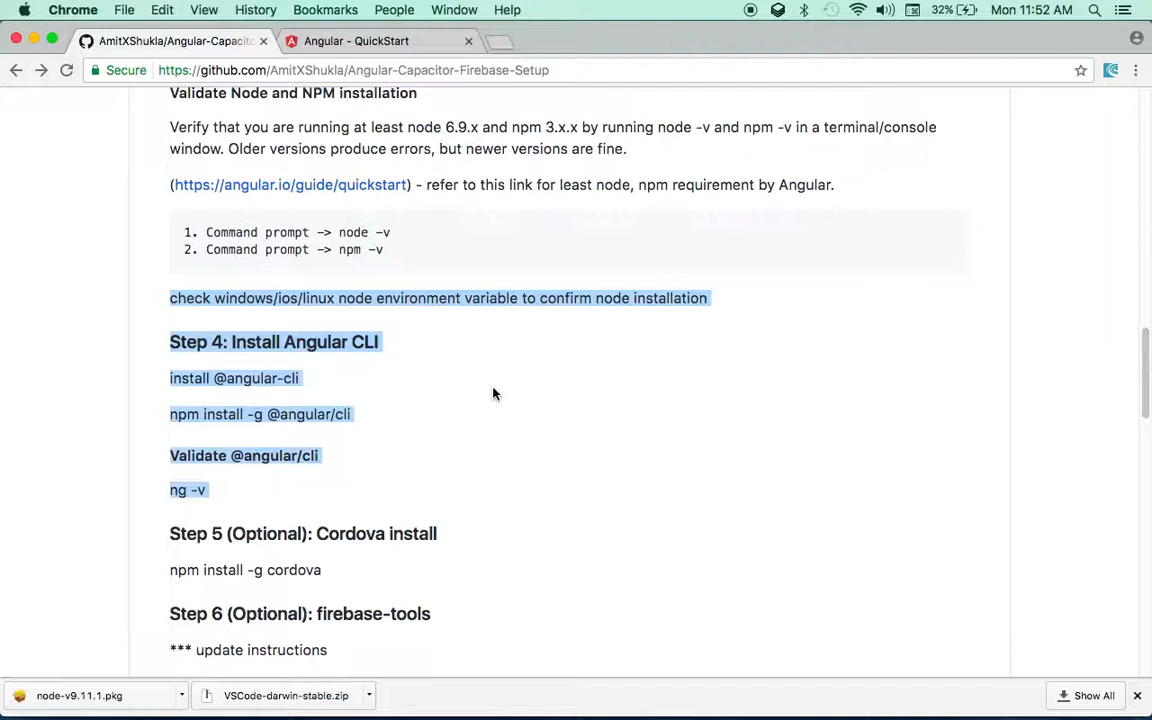 Chrome File Edit View History Bookmarks People Window Help 32% Mon 11:52 AM
AmitXShukla/Angular-Capacito
Angular - QuickStart
Secure https://github.com/AmitXShukla/Angular-Capacitor-Firebase-Setup
Validate Node and NPM installation
Verify that you are running at least node 6.9.x and npm 3.x.x by running node -v and npm -v in a terminal/console
window. Older versions produce errors, but newer versions are fine.
(https://angular.io/guide/quickstart) - refer to this link for least node, npm requirement by Angular.
1. Command prompt -> node -v
2. Command prompt -> npm -v
check windows/ios/linux node environment variable to confirm node installation
Step 4: Install Angular CLI
install @angular-cli
npm install -g @angular/cli
Validate @angular/cli
ng -v
Step 5 (Optional): Cordova install
npm install -g cordova
Step 6 (Optional): firebase-tools
*** update instructions
node-v9.11.1.pkg
VSCode-darwin-stable.zip
Show All